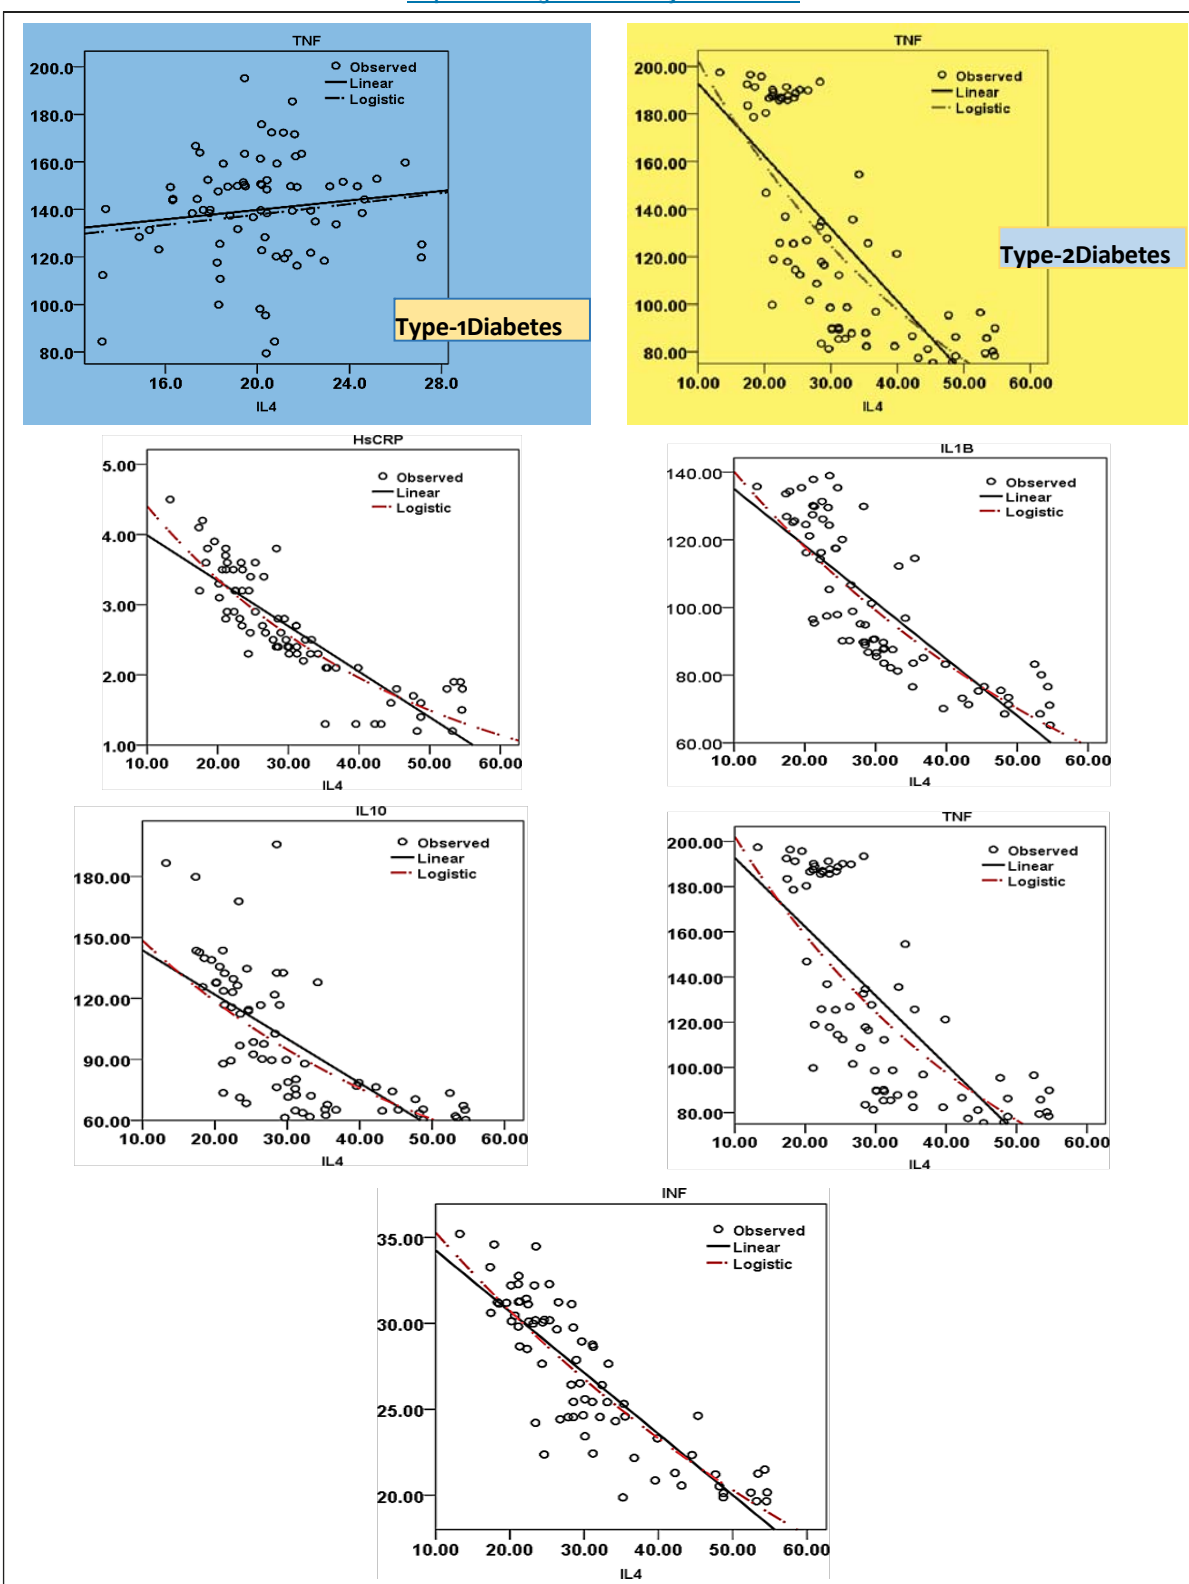 TNF
200.0
180.0
160.0
140.0
120.0
100.0
80.0
16.0 20.0 24.0 28.0
IL4
Observed
Linear
Logistic
Type-1Diabetes
TNF
200.00
180.00
160.00
140.00
120.00
100.00
80.00
10.00 20.00 30.00 40.00 50.00 60.00
IL4
Observed
Linear
Logistic
Type-2Diabetes
HsCRP
5.00
4.00
3.00
2.00
1.00
10.00 20.00 30.00 40.00 50.00 60.00
IL4
Observed
Linear
Logistic
IL1B
140.00
120.00
100.00
80.00
60.00
10.00 20.00 30.00 40.00 50.00 60.00
IL4
Observed
Linear
Logistic
IL10
180.00
150.00
120.00
90.00
60.00
10.00 20.00 30.00 40.00 50.00 60.00
IL4
Observed
Linear
Logistic
TNF
200.00
180.00
160.00
140.00
120.00
100.00
80.00
10.00 20.00 30.00 40.00 50.00 60.00
IL4
Observed
Linear
Logistic
INF
35.00
30.00
25.00
20.00
10.00 20.00 30.00 40.00 50.00 60.00
IL4
Observed
Linear
Logistic